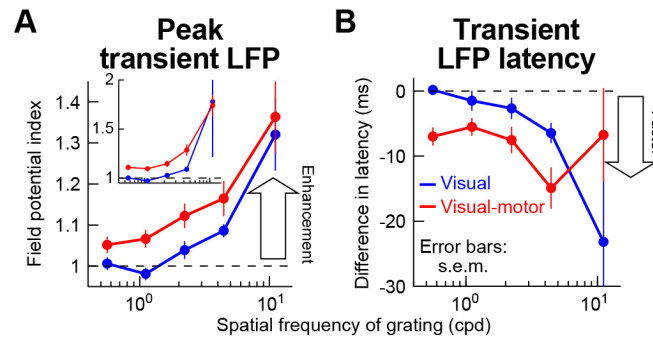 A
Peak
transient LFP
Field potential index
1.4
1.3
1.2
1.1
1
2
1.5
1
Enhancement
10⁰
10¹
B
Transient
LFP latency
Difference in latency (ms)
0
-10
-20
-30
Visual
Visual-motor
Error bars:
s.e.m.
10⁰
10¹
Spatial frequency of grating (cpd)